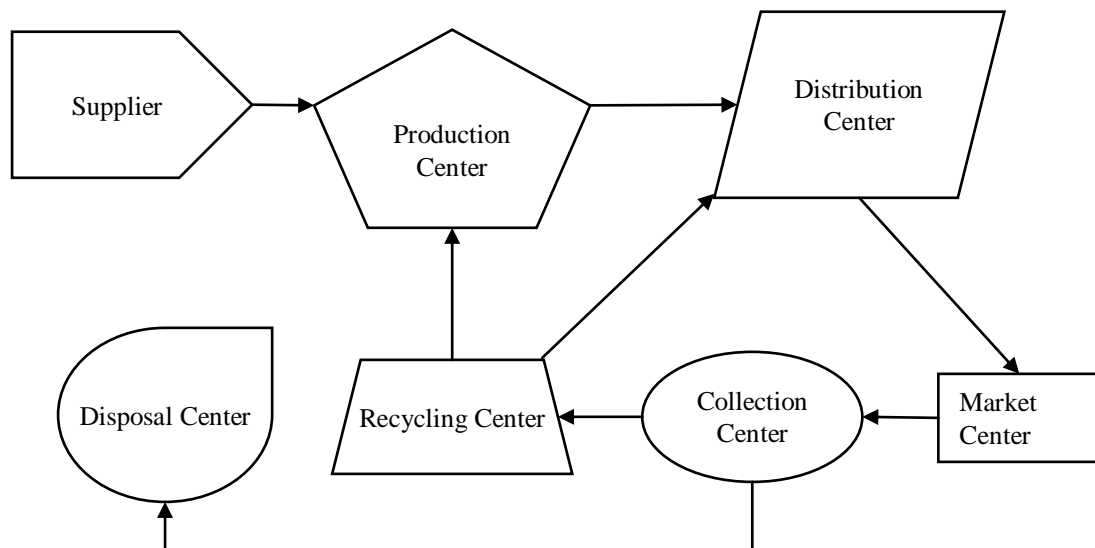 Supplier
Production
Center
Distribution
Center
Disposal Center
Recycling Center
Collection
Center
Market
Center